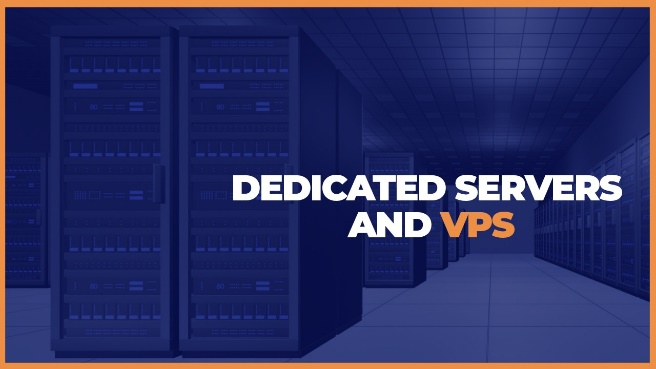 DEDICATED SERVERS
AND VPS